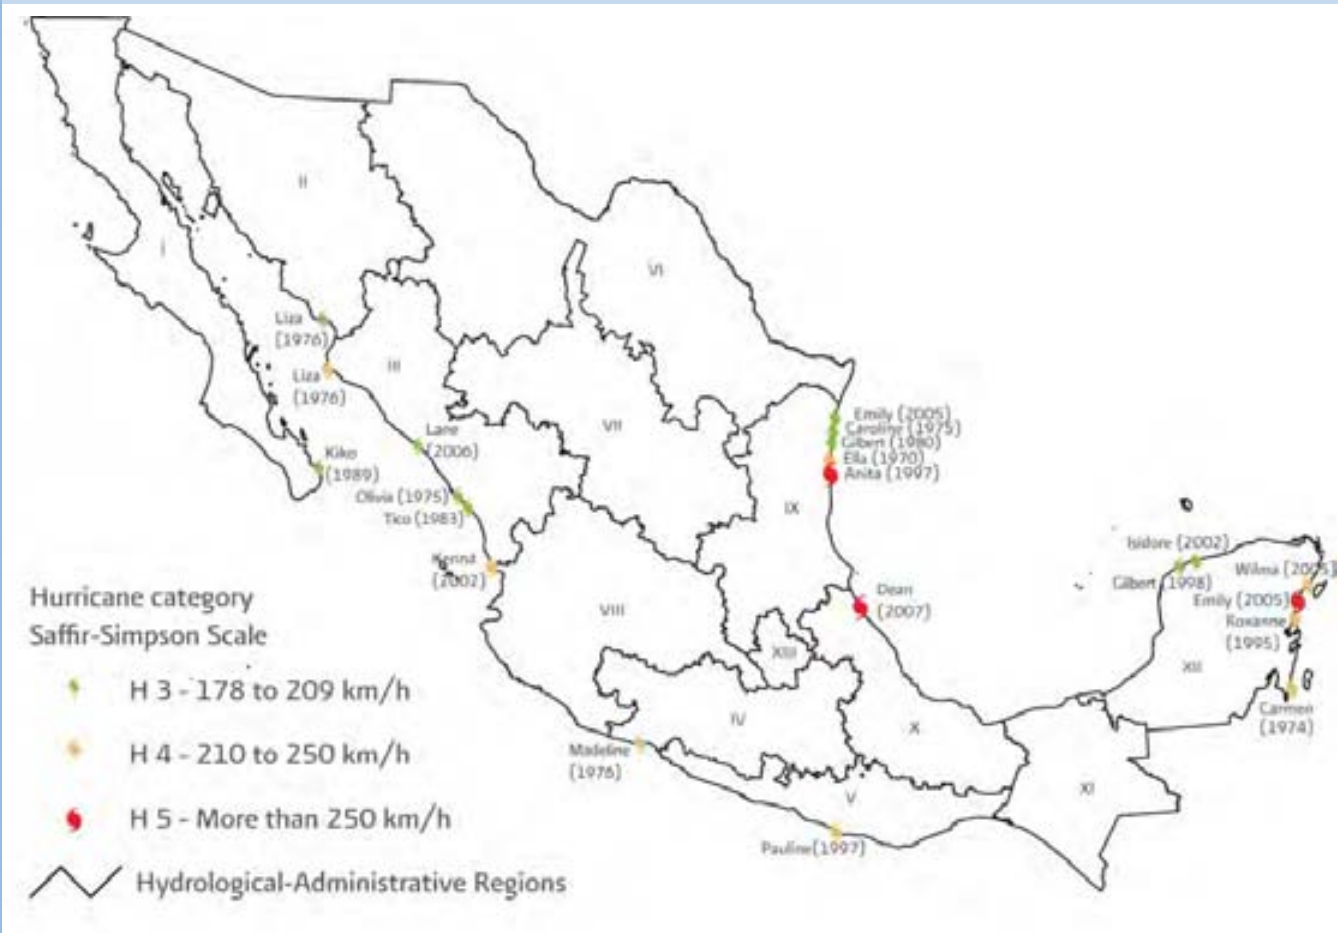 II
I
VI
Liza
(1976)
III
Liza
(1976)
Emily (2005)
Caroline (1975)
Gilbert (1980)
Ella (1970)
Anita (1997)
VII
Lane
(2006)
Kiko
(1989)
Olivia (1975)
Tico (1983)
IX
Kenna
(2002)
Isidore (2002)
Gilbert (1998)
Wilma (2005)
Emily (2005)
Roxanne
(1995)
Dean
(2007)
VIII
XIII
XII
Hurricane category
Saffir-Simpson Scale
H 3 - 178 to 209 km/h
H 4 - 210 to 250 km/h
H 5 - More than 250 km/h
Hydrological-Administrative Regions
IV
X
Carmen
(1974)
Madeline
(1976)
V
XI
Pauline(1997)